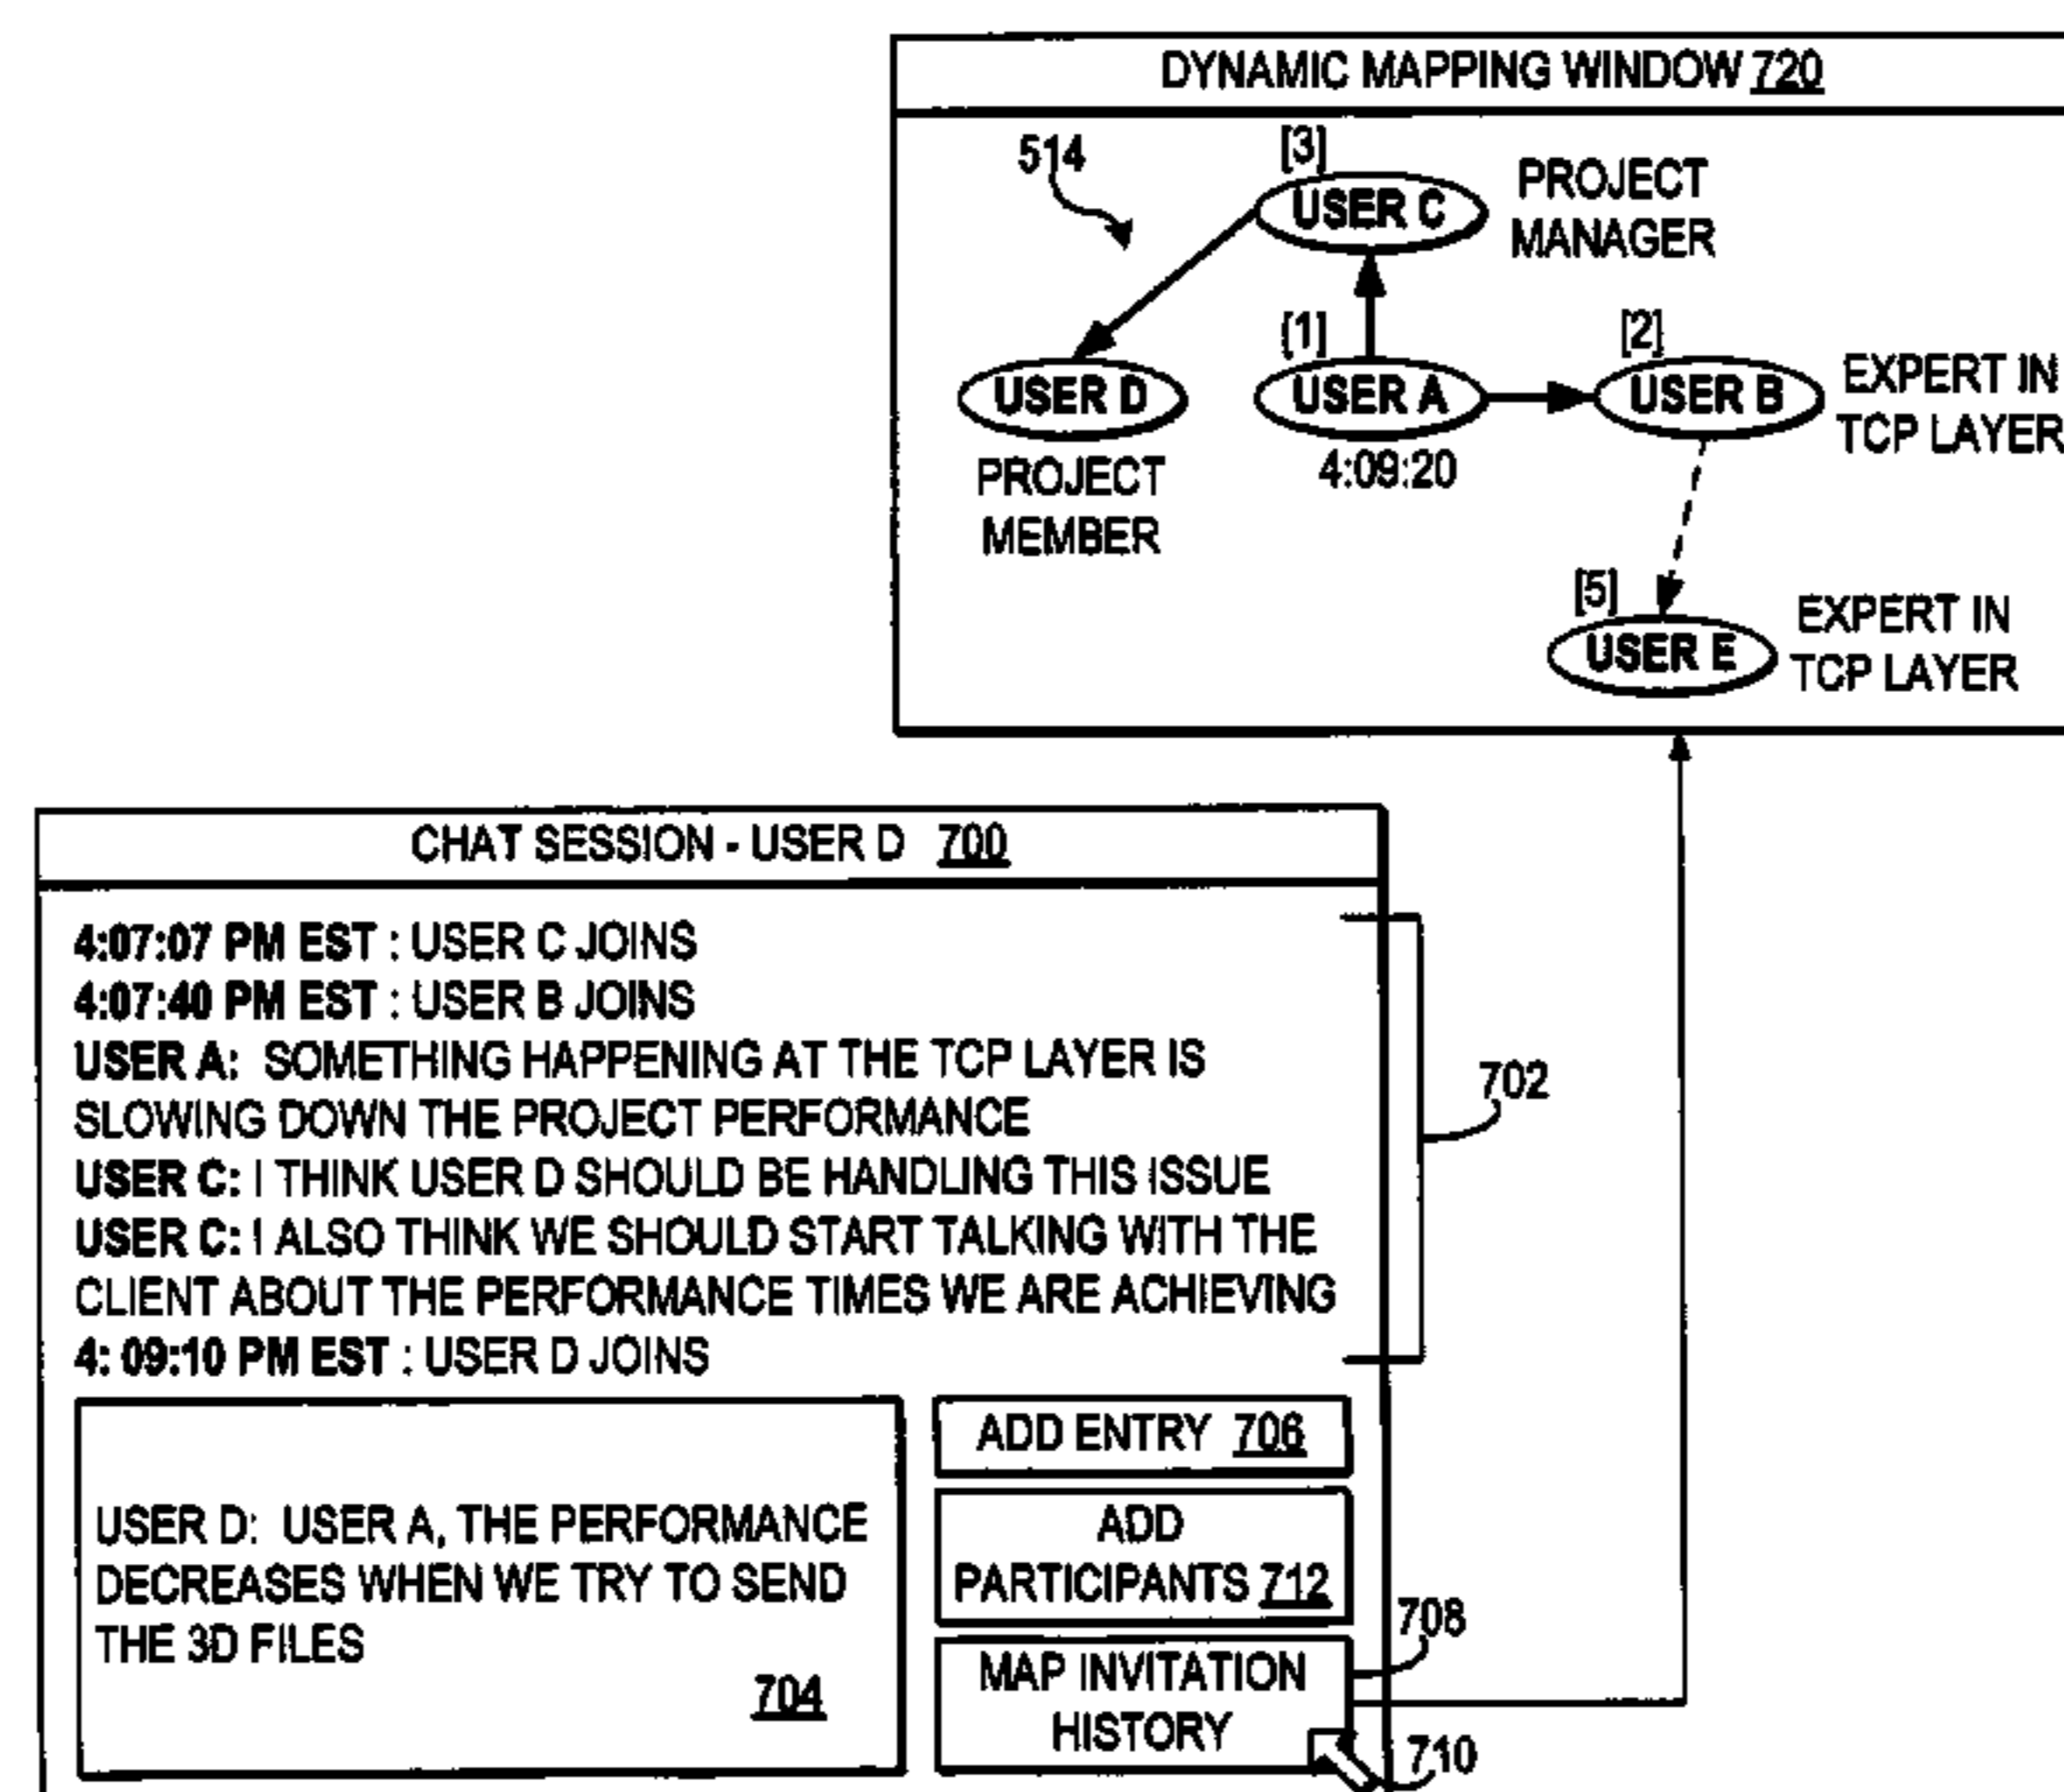 DYNAMIC MAPPING WINDOW 720
514
[3]
USER C
PROJECT
MANAGER
[1]
[2]
USER D
USER A
USER B
EXPERT IN
TCP LAYER
PROJECT
MEMBER
4:09:20
[5]
USER E
EXPERT IN
TCP LAYER
CHAT SESSION - USER D 700
4:07:07 PM EST : USER C JOINS
4:07:40 PM EST : USER B JOINS
USER A: SOMETHING HAPPENING AT THE TCP LAYER IS
SLOWING DOWN THE PROJECT PERFORMANCE
USER C: I THINK USER D SHOULD BE HANDLING THIS ISSUE
USER C: I ALSO THINK WE SHOULD START TALKING WITH THE
CLIENT ABOUT THE PERFORMANCE TIMES WE ARE ACHIEVING
4: 09:10 PM EST : USER D JOINS
702
USER D: USER A, THE PERFORMANCE
DECREASES WHEN WE TRY TO SEND
THE 3D FILES
704
ADD ENTRY 706
ADD
PARTICIPANTS 712
708
MAP INVITATION
HISTORY
710